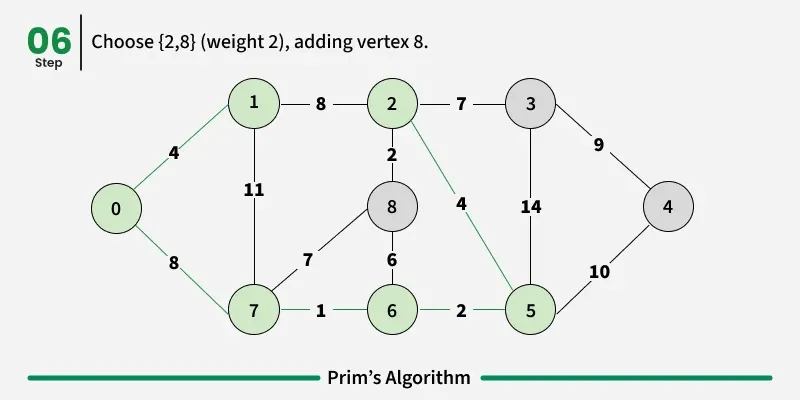 06
Step
Choose {2,8} (weight 2), adding vertex 8.
1 8 2 7 3
4 2 9
11 4 14
0 8 4
8 7 6 10
7 1 6 2 5
Prim’s Algorithm